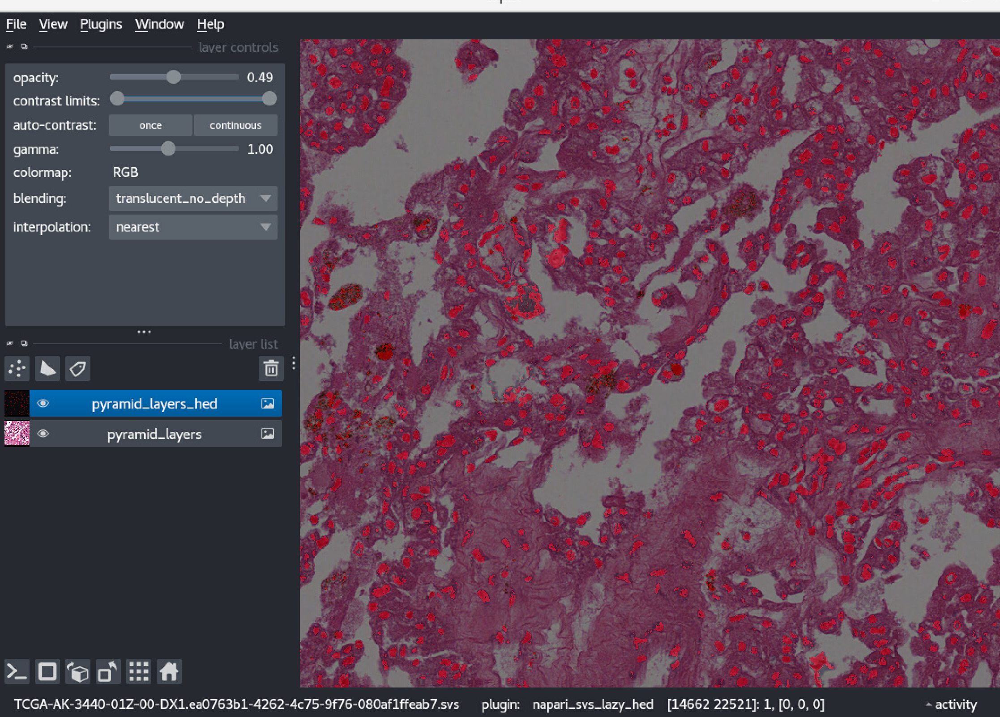 File View Plugins Window Help
layer controls
opacity: 0.49
contrast limits:
auto-contrast: once continuous
gamma: 1.00
colormap: RGB
blending: translucent_no_depth
interpolation: nearest
layer list
pyramid_layers_hed
pyramid_layers
TCGA-AK-3440-01Z-00-DX1.ea0763b1-4262-4c75-9f76-080af1ffeab7.svs plugin: napari_svs_lazy_hed [14662 22521]: 1, [0, 0, 0] activity